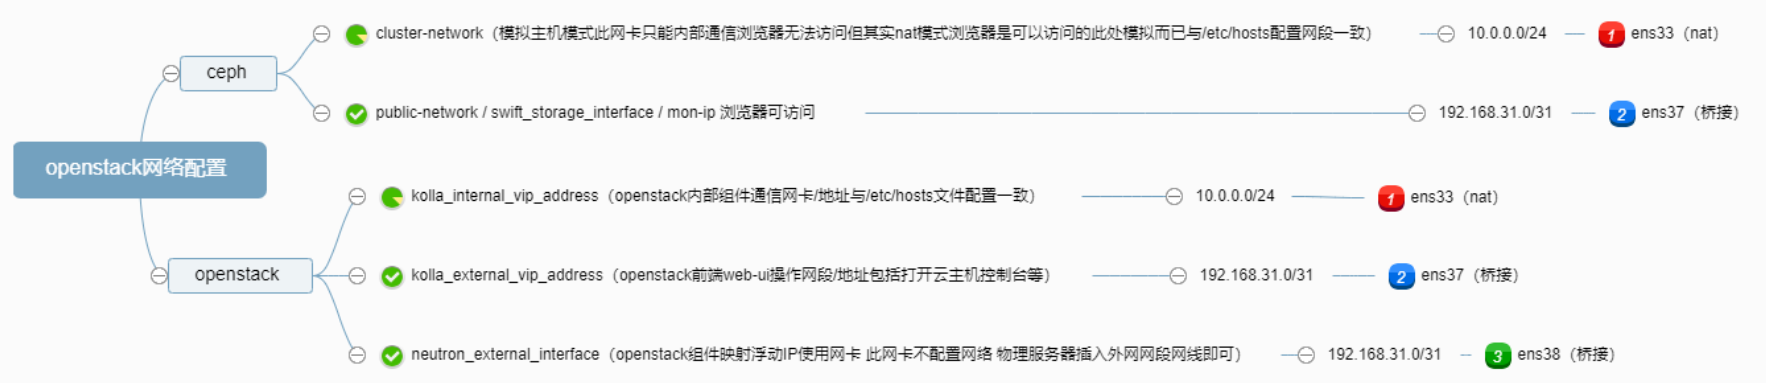 cluster-network（模拟主机模式此网卡只能内部通信浏览器无法访问但其实nat模式浏览器是可以访问的此处模拟而已与/etc/hosts配置网段一致） 10.0.0.0/24 1 ens33（nat）
ceph
public-network / swift_storage_interface / mon-ip 浏览器可访问 192.168.31.0/31 2 ens37（桥接）
openstack网络配置
kolla_internal_vip_address（openstack内部组件通信网卡/地址与/etc/hosts文件配置一致） 10.0.0.0/24 1 ens33（nat）
openstack
kolla_external_vip_address（openstack前端web-ui操作网段/地址包括打开云主机控制台等） 192.168.31.0/31 2 ens37（桥接）
neutron_external_interface（openstack组件映射浮动IP使用网卡 此网卡不配置网络 物理服务器插入外网网段网线即可） 192.168.31.0/31 3 ens38（桥接）